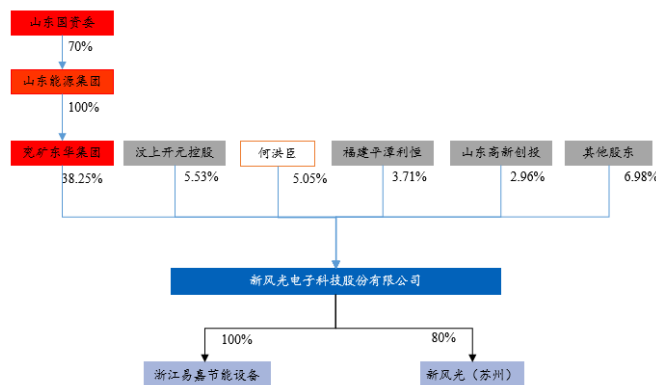 山东国资委
70%
山东能源集团
100%
兖矿东华集团 汶上开元控股 何洪臣 福建平潭利恒 山东高新创投 其他股东
38.25% 5.53% 5.05% 3.71% 2.96% 6.98%
新风光电子科技股份有限公司
100% 80%
浙江易嘉节能设备 新风光（苏州）